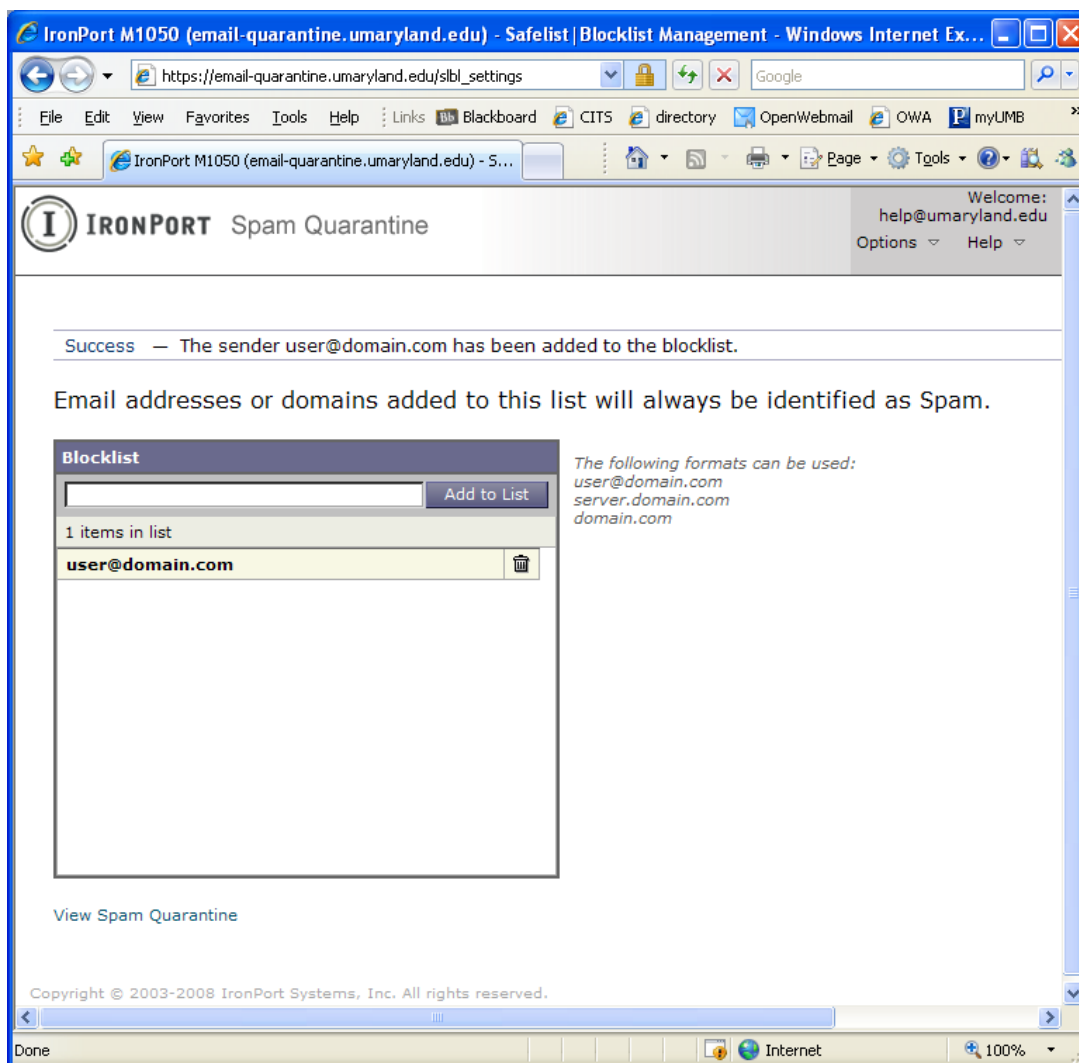 IronPort M1050 (email-quarantine.umaryland.edu) - Safelist|Blocklist Management - Windows Internet Ex...
https://email-quarantine.umaryland.edu/slbl_settings
Google
File Edit View Favorites Tools Help Links Bb Blackboard CITS directory OpenWebmail OWA P myUMB »
IronPort M1050 (email-quarantine.umaryland.edu) - S...
Page Tools
I IRONPORT Spam Quarantine
Welcome:
help@umaryland.edu
Options Help
Success — The sender user@domain.com has been added to the blocklist.
Email addresses or domains added to this list will always be identified as Spam.
Blocklist
Add to List
1 items in list
user@domain.com
The following formats can be used:
user@domain.com
server.domain.com
domain.com
View Spam Quarantine
Copyright © 2003-2008 IronPort Systems, Inc. All rights reserved.
Done Internet 100%